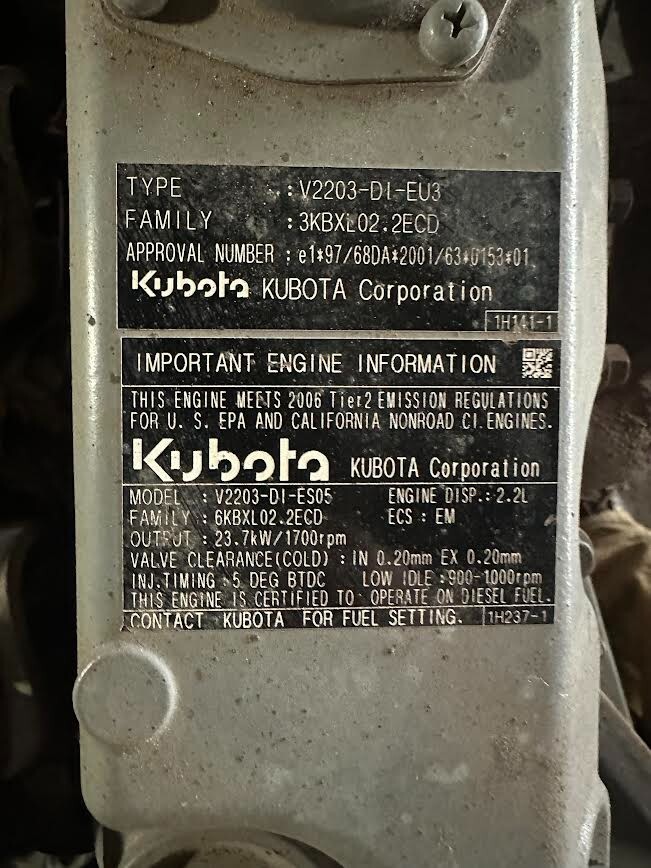 TYPE : V2203-DI-EU3
FAMILY : 3KBXL02.2ECD
APPROVAL NUMBER : e1*97/68DA*2001/63*0153*01
Kubota KUBOTA Corporation
1H141-1
IMPORTANT ENGINE INFORMATION
THIS ENGINE MEETS 2006 Tier2 EMISSION REGULATIONS
FOR U. S. EPA AND CALIFORNIA NONROAD CI. ENGINES.
Kubota KUBOTA Corporation
MODEL : V2203-DI-ES05 ENGINE DISP.: 2.2L
FAMILY : 6KBXL02.2ECD ECS : EM
OUTPUT : 23.7kW/1700rpm
VALVE CLEARANCE(COLD) : IN 0.20mm EX 0.20mm
INJ.TIMING :5 DEG BTDC LOW IDLE :900-1000rpm
THIS ENGINE IS CERTIFIED TO OPERATE ON DIESEL FUEL.
CONTACT KUBOTA FOR FUEL SETTING. 1H237-1